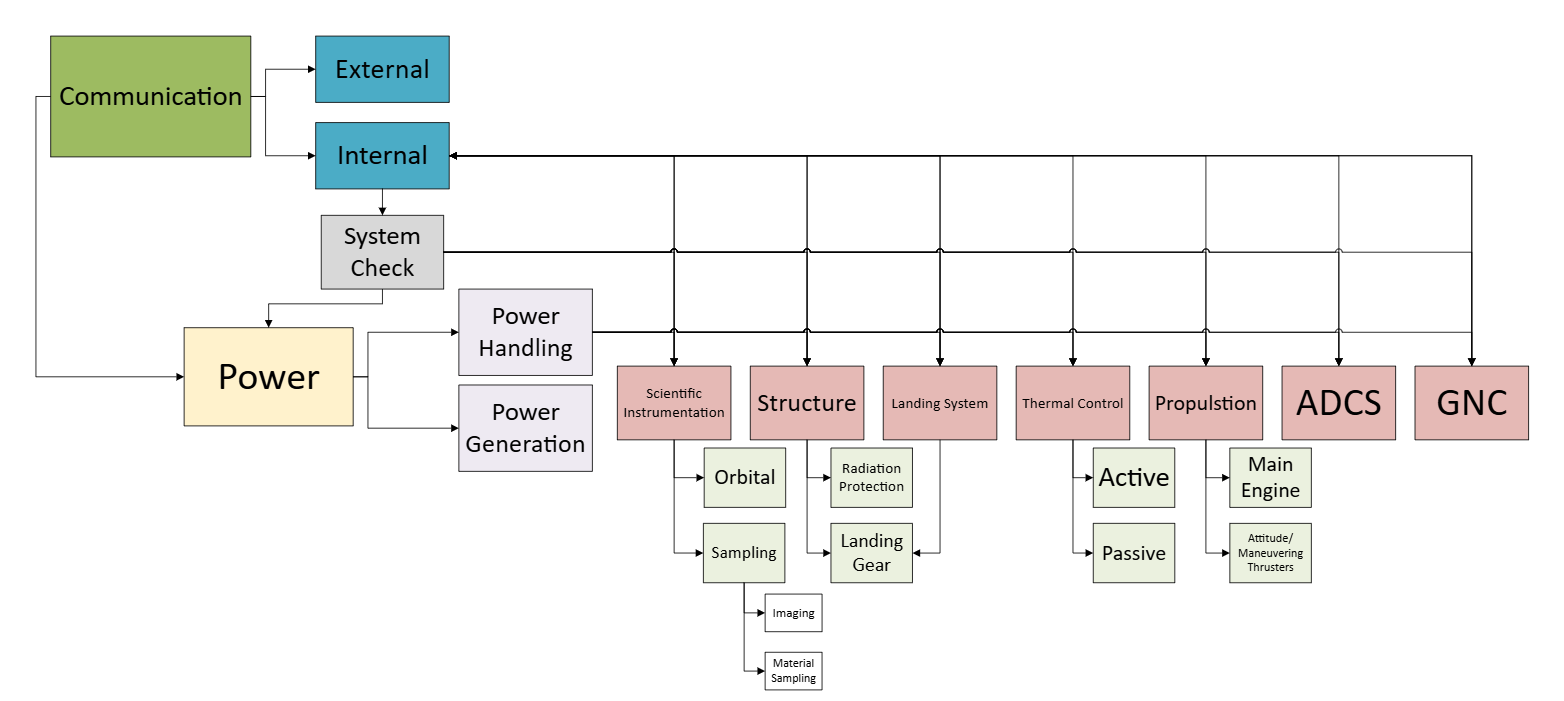 Communication
External
Internal
System
Check
Power
Power
Handling
Power
Generation
Scientific
Instrumentation
Structure
Landing System
Thermal Control
Propulstion
ADCS
GNC
Orbital
Radiation
Protection
Active
Main
Engine
Sampling
Landing
Gear
Passive
Attitude/
Maneuvering
Thrusters
Imaging
Material
Sampling